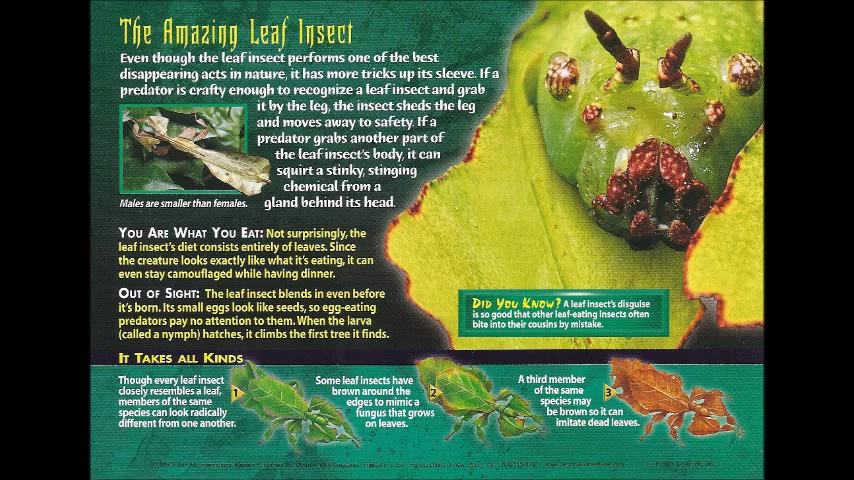 The Amazing Leaf Insect
Even though the leaf insect performs one of the best
disappearing acts in nature, it has more tricks up its sleeve. If a
predator is crafty enough to recognize a leaf insect and grab
it by the leg, the insect sheds the leg
and moves away to safety. If a
predator grabs another part of
the leaf insect's body, it can
squirt a stinky, stinging
chemical from a
gland behind its head.
Males are smaller than females.
YOU ARE WHAT YOU EAT: Not surprisingly, the
leaf insect's diet consists entirely of leaves. Since
the creature looks exactly like what it's eating, it can
even stay camouflaged while having dinner.
OUT OF SIGHT: The leaf insect blends in even before
it's born. Its small eggs look like seeds, so egg-eating
predators pay no attention to them. When the larva
(called a nymph) hatches, it climbs the first tree it finds.
DID YOU KNOW? A leaf insect's disguise
is so good that other leaf-eating insects often
bite into their cousins by mistake.
IT TAKES ALL KINDS
Though every leaf insect
closely resembles a leaf,
members of the same
species can look radically
different from one another.
1
Some leaf insects have
brown around the
edges to mimic a
fungus that grows
on leaves.
2
A third member
of the same
species may
be brown so it can
imitate dead leaves.
3